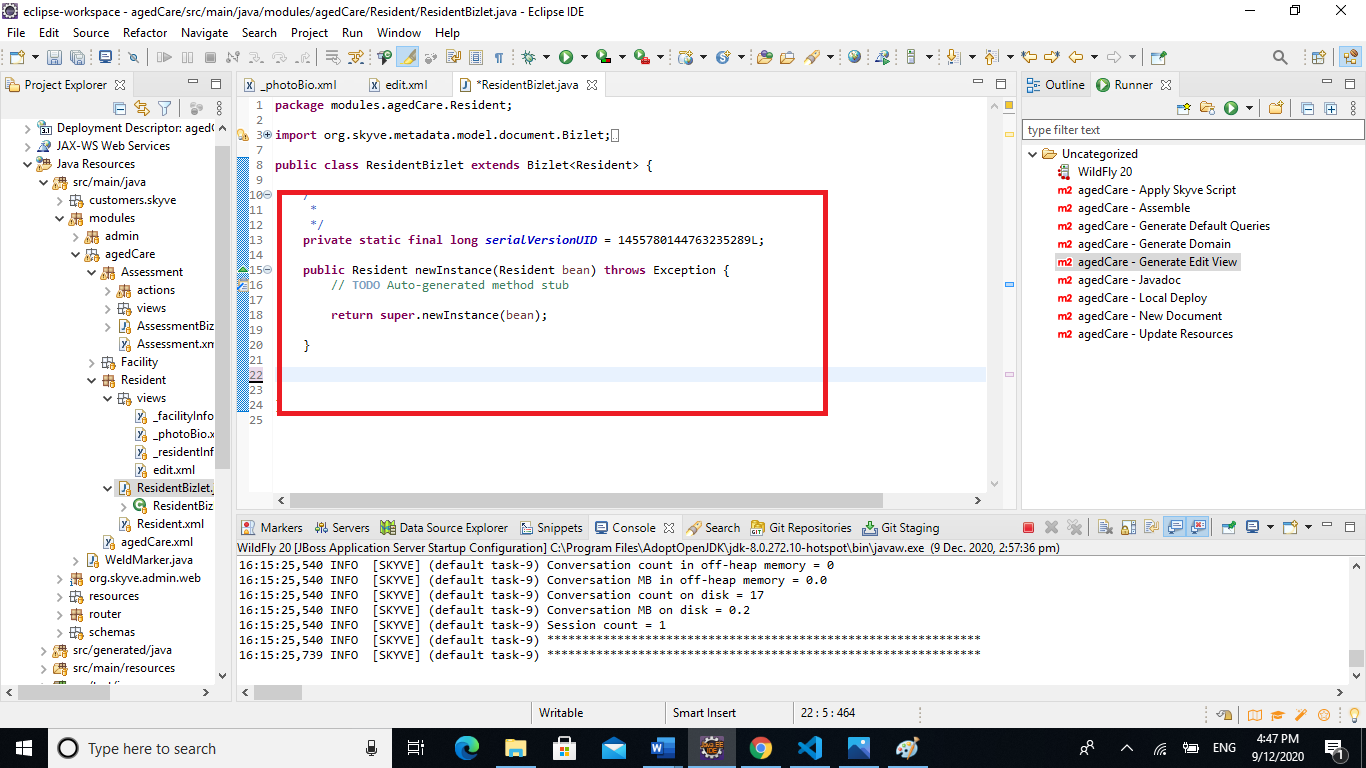 eclipse-workspace - agedCare/src/main/java/modules/agedCare/Resident/ResidentBizlet.java - Eclipse IDE
File Edit Source Refactor Navigate Search Project Run Window Help
Project Explorer
Deployment Descriptor: agedC
JAX-WS Web Services
Java Resources
src/main/java
customers.skyve
modules
admin
agedCare
Assessment
actions
views
AssessmentBiz
Assessment.xm
Facility
Resident
views
_facilityInfo
_photoBio.x
_residentInf
edit.xml
ResidentBizlet.
ResidentBiz
Resident.xml
agedCare.xml
WeldMarker.java
org.skyve.admin.web
resources
router
schemas
src/generated/java
src/main/resources
_photoBio.xml edit.xml *ResidentBizlet.java
1 package modules.agedCare.Resident;
2
3 import org.skyve.metadata.model.document.Bizlet;
7
8 public class ResidentBizlet extends Bizlet<Resident> {
9
10 /
11 *
12 */
13 private static final long serialVersionUID = 1455780144763235289L;
14
15 public Resident newInstance(Resident bean) throws Exception {
16 // TODO Auto-generated method stub
17
18 return super.newInstance(bean);
19
20 }
21
22
23
24
25
Outline Runner
type filter text
Uncategorized
WildFly 20
m2 agedCare - Apply Skyve Script
m2 agedCare - Assemble
m2 agedCare - Generate Default Queries
m2 agedCare - Generate Domain
m2 agedCare - Generate Edit View
m2 agedCare - Javadoc
m2 agedCare - Local Deploy
m2 agedCare - New Document
m2 agedCare - Update Resources
Markers Servers Data Source Explorer Snippets Console Search Git Repositories Git Staging
WildFly 20 [JBoss Application Server Startup Configuration] C:\Program Files\AdoptOpenJDK\jdk-8.0.272.10-hotspot\bin\javaw.exe (9 Dec. 2020, 2:57:36 pm)
16:15:25,540 INFO [SKYVE] (default task-9) Conversation count in off-heap memory = 0
16:15:25,540 INFO [SKYVE] (default task-9) Conversation MB in off-heap memory = 0.0
16:15:25,540 INFO [SKYVE] (default task-9) Conversation count on disk = 17
16:15:25,540 INFO [SKYVE] (default task-9) Conversation MB on disk = 0.2
16:15:25,540 INFO [SKYVE] (default task-9) Session count = 1
16:15:25,540 INFO [SKYVE] (default task-9) **************************************************************
16:15:25,739 INFO [SKYVE] (default task-9) **************************************************************
Writable Smart Insert 22 : 5 : 464
Type here to search
ENG
4:47 PM
9/12/2020
1